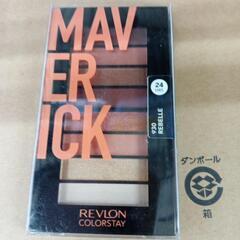 MAV
ER
ICK
24
HRS
930
REBELLE
REVLON
COLORSTAY
ダンボール
箱